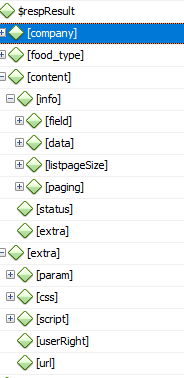 $respResult
[company]
[food_type]
[content]
[info]
[field]
[data]
[listpageSize]
[paging]
[status]
[extra]
[extra]
[param]
[css]
[script]
[userRight]
[url]